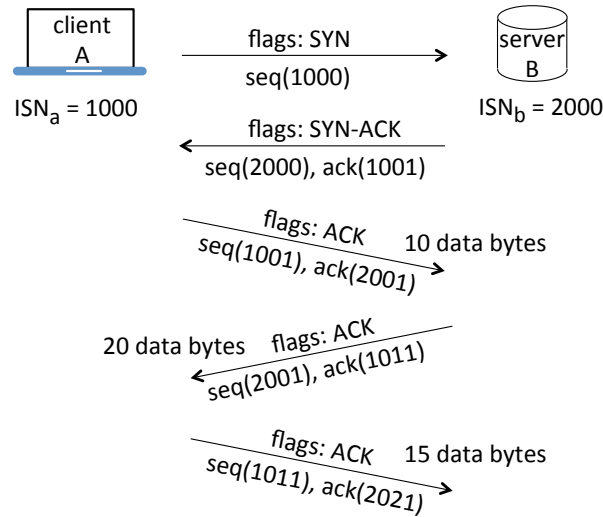 client
A
ISNa = 1000
flags: SYN
seq(1000)
server
B
ISNb = 2000
flags: SYN-ACK
seq(2000), ack(1001)
flags: ACK
seq(1001), ack(2001)
10 data bytes
20 data bytes
flags: ACK
seq(2001), ack(1011)
flags: ACK
seq(1011), ack(2021)
15 data bytes